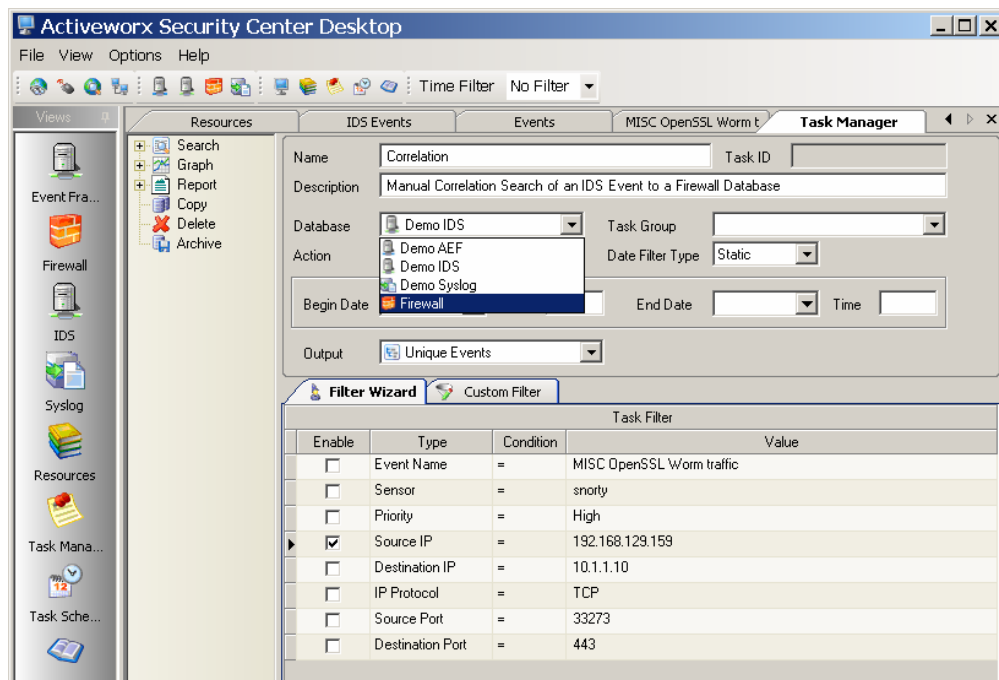 Activeworx Security Center Desktop
File View Options Help
Time Filter No Filter
Views
Resources IDS Events Events MISC OpenSSL Worm t Task Manager
Event Fra...
Firewall
IDS
Syslog
Resources
Task Mana...
12
Task Sche...
Search
Graph
Report
Copy
Delete
Archive
Name Correlation Task ID
Description Manual Correlation Search of an IDS Event to a Firewall Database
Database Demo IDS Task Group
Action Date Filter Type Static
Demo AEF
Demo IDS
Demo Syslog
Firewall
Begin Date End Date Time
Output Unique Events
Filter Wizard Custom Filter
Task Filter
Enable Type Condition Value
Event Name = MISC OpenSSL Worm traffic
Sensor = snorty
Priority = High
Source IP = 192.168.129.159
Destination IP = 10.1.1.10
IP Protocol = TCP
Source Port = 33273
Destination Port = 443